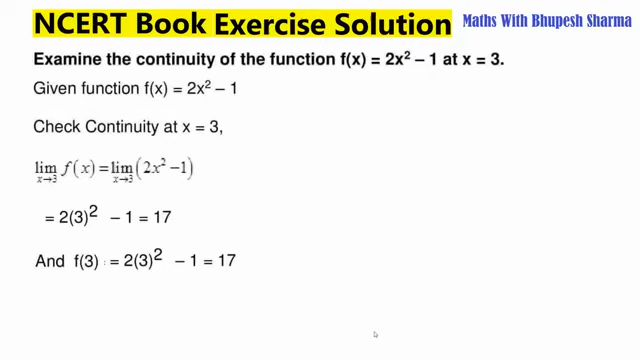 NCERT Book Exercise Solution
Maths With Bhupesh Sharma
Examine the continuity of the function f(x) = 2x² – 1 at x = 3.
Given function f(x) = 2x² – 1
Check Continuity at x = 3,
lim x→3 f(x) = lim x→3 (2x² −1)
= 2(3)² – 1 = 17
And f(3) = 2(3)² – 1 = 17